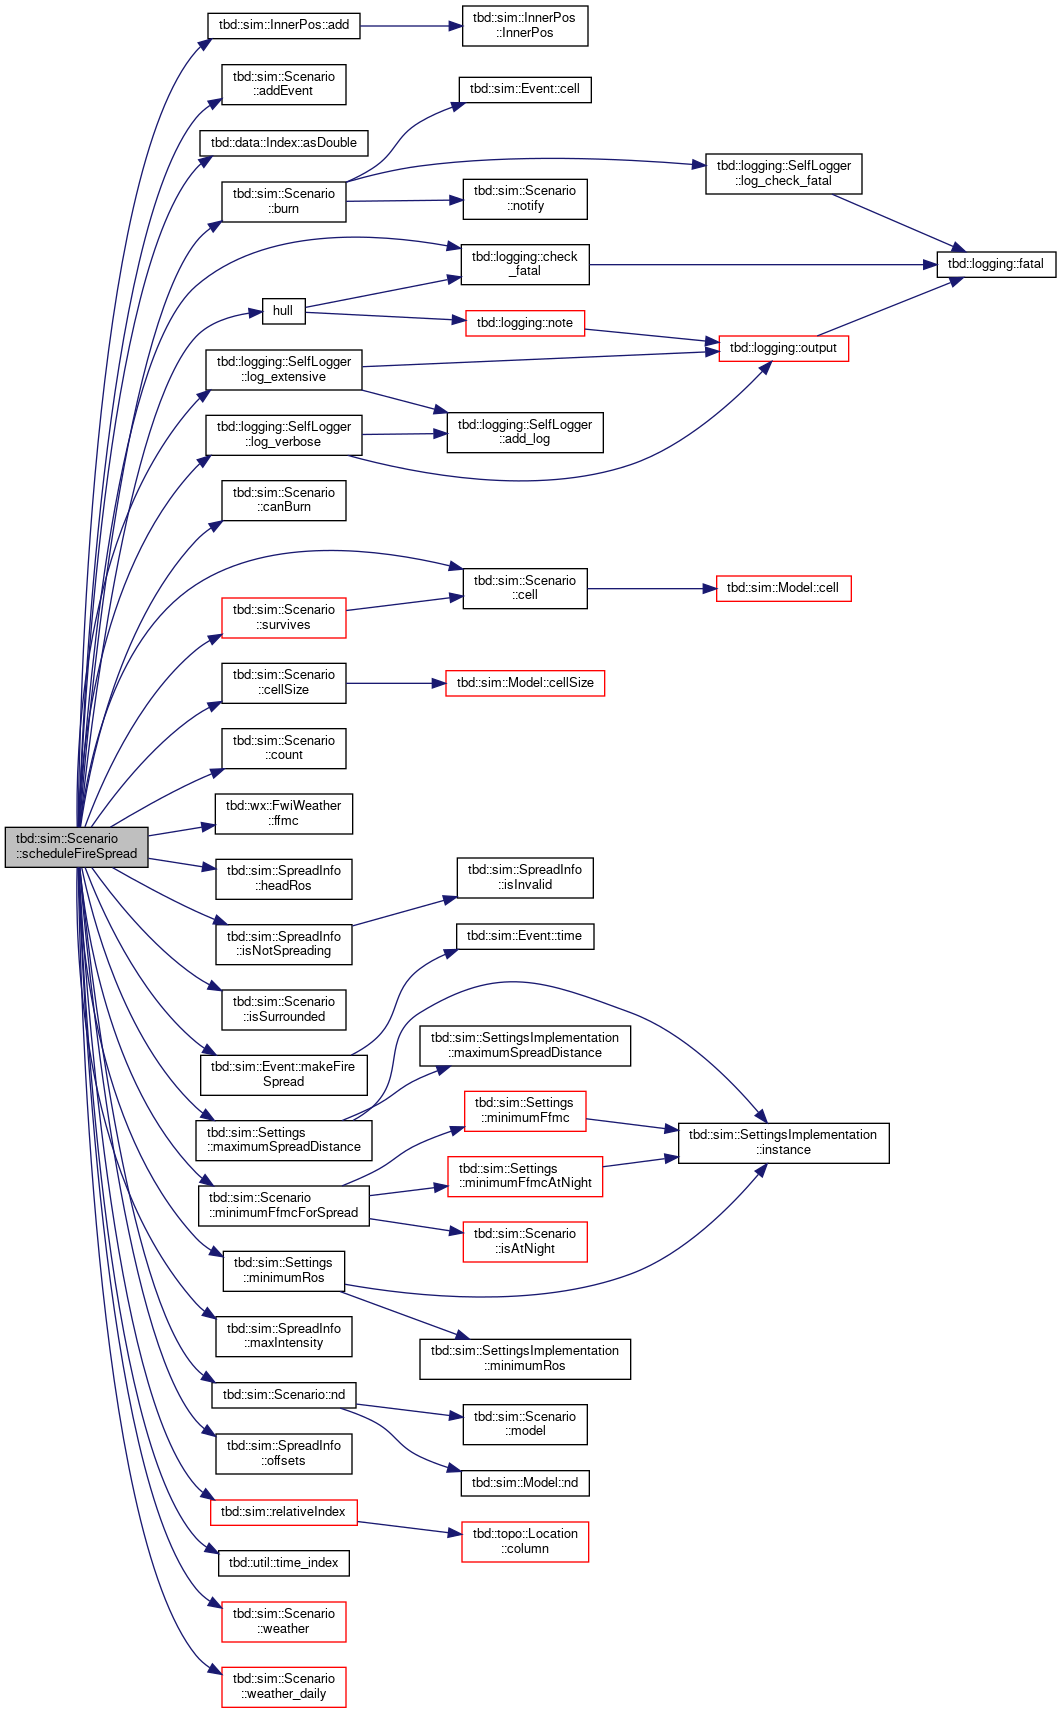 tbd::sim::InnerPos::add
tbd::sim::InnerPos
::InnerPos
tbd::sim::Scenario
::addEvent
tbd::sim::Event::cell
tbd::data::Index::asDouble
tbd::logging::SelfLogger
::log_check_fatal
tbd::sim::Scenario
::burn
tbd::sim::Scenario
::notify
tbd::logging::check
_fatal
tbd::logging::fatal
hull
tbd::logging::note
tbd::logging::output
tbd::logging::SelfLogger
::log_extensive
tbd::logging::SelfLogger
::log_verbose
tbd::logging::SelfLogger
::add_log
tbd::sim::Scenario
::canBurn
tbd::sim::Scenario
::cell
tbd::sim::Model::cell
tbd::sim::Scenario
::survives
tbd::sim::Scenario
::cellSize
tbd::sim::Model::cellSize
tbd::sim::Scenario
::count
tbd::wx::FwiWeather
::ffmc
tbd::sim::Scenario
::scheduleFireSpread
tbd::sim::SpreadInfo
::headRos
tbd::sim::SpreadInfo
::isInvalid
tbd::sim::SpreadInfo
::isNotSpreading
tbd::sim::Event::time
tbd::sim::Scenario
::isSurrounded
tbd::sim::SettingsImplementation
::maximumSpreadDistance
tbd::sim::Event::makeFire
Spread
tbd::sim::Settings
::minimumFfmc
tbd::sim::Settings
::maximumSpreadDistance
tbd::sim::SettingsImplementation
::instance
tbd::sim::Settings
::minimumFfmcAtNight
tbd::sim::Scenario
::minimumFfmcForSpread
tbd::sim::Scenario
::isAtNight
tbd::sim::Settings
::minimumRos
tbd::sim::SpreadInfo
::maxIntensity
tbd::sim::SettingsImplementation
::minimumRos
tbd::sim::Scenario::nd
tbd::sim::Scenario
::model
tbd::sim::SpreadInfo
::offsets
tbd::sim::Model::nd
tbd::sim::relativeIndex
tbd::topo::Location
::column
tbd::util::time_index
tbd::sim::Scenario
::weather
tbd::sim::Scenario
::weather_daily